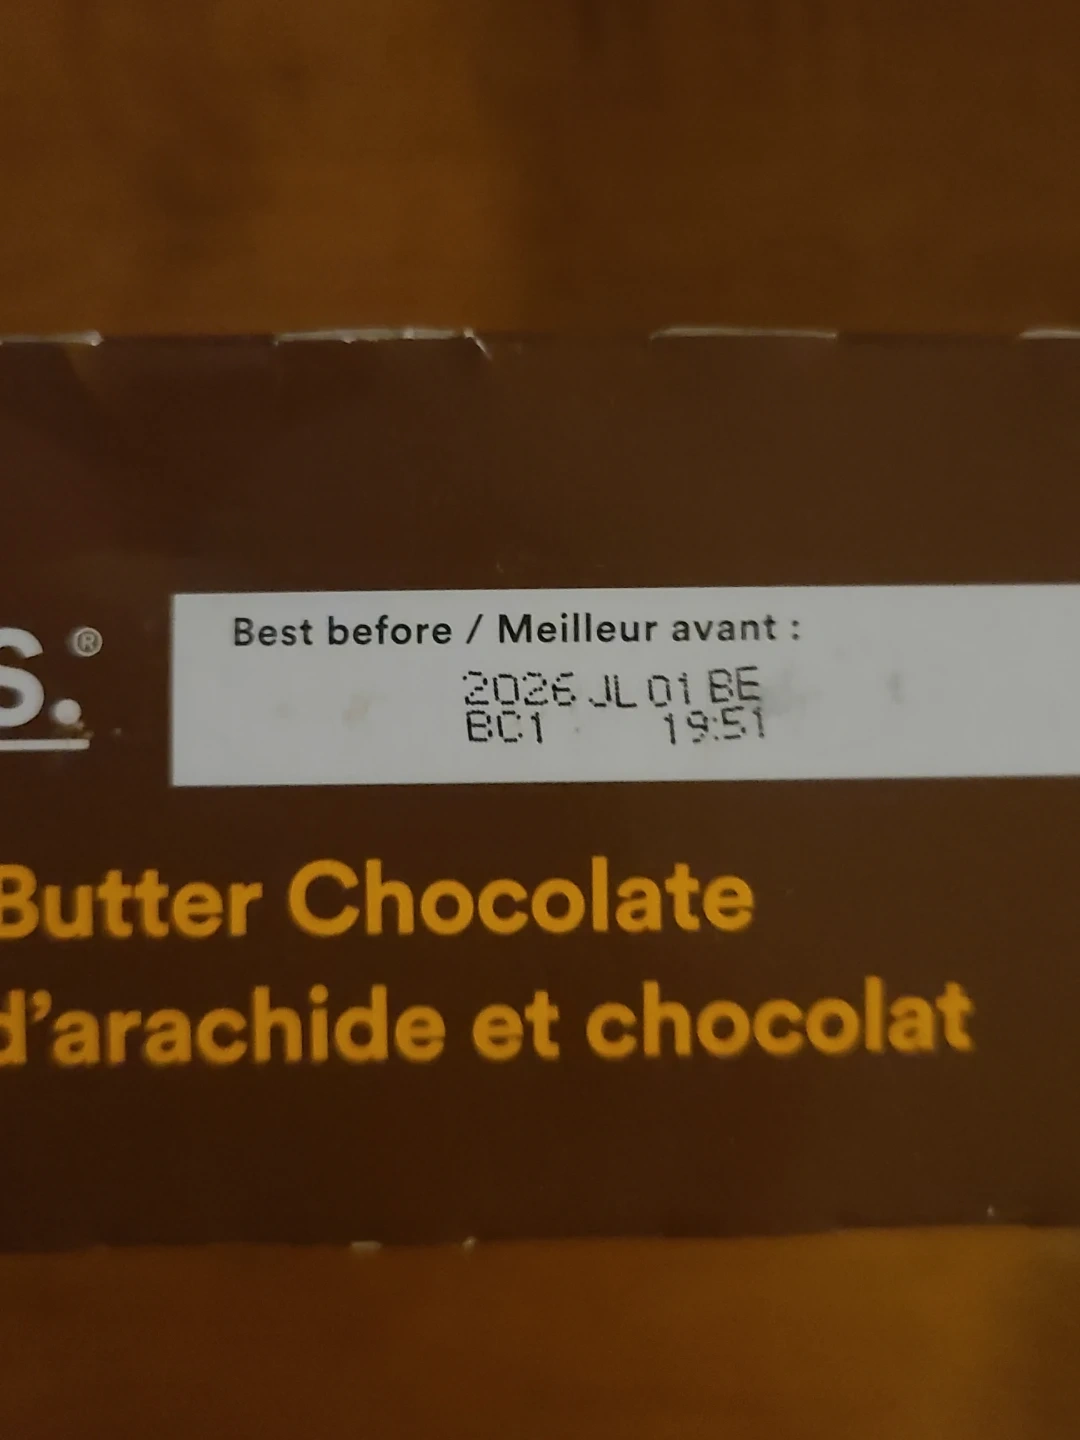 Best before / Meilleur avant :
2026 JL 01 BE
BC1 19:51
S.®
Butter Chocolate
d'arachide et chocolat